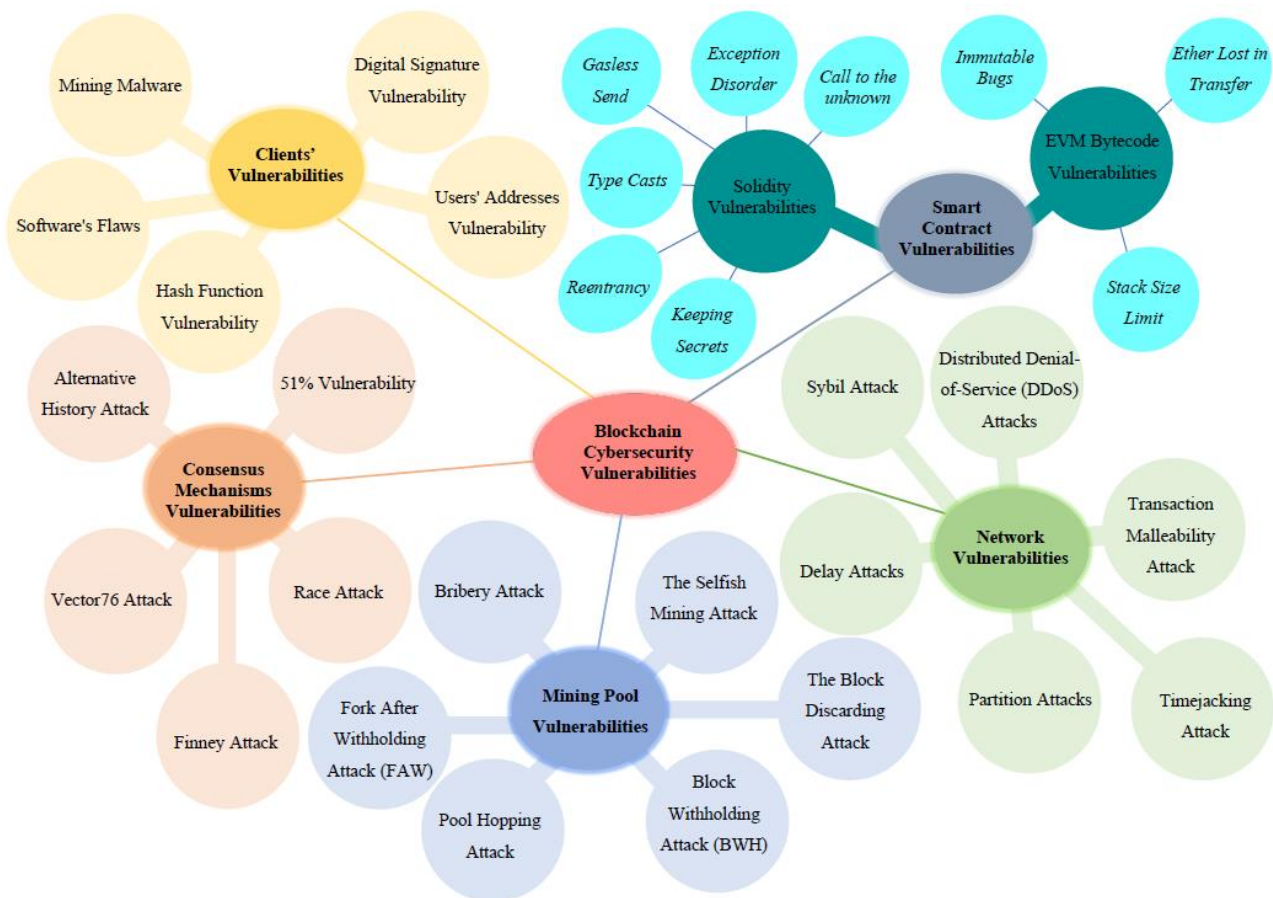 Mining Malware
Digital Signature
Vulnerability
Clients'
Vulnerabilities
Software's Flaws
Users' Addresses
Vulnerability
Hash Function
Vulnerability
Gasless
Send
Exception
Disorder
Call to the
unknown
Type Casts
Solidity
Vulnerabilities
Reentrancy
Keeping
Secrets
Smart
Contract
Vulnerabilities
Immutable
Bugs
Ether Lost in
Transfer
EVM Bytecode
Vulnerabilities
Stack Size
Limit
Alternative
History Attack
51% Vulnerability
Consensus
Mechanisms
Vulnerabilities
Vector76 Attack
Race Attack
Finney Attack
Blockchain
Cybersecurity
Vulnerabilities
Sybil Attack
Distributed Denial-
of-Service (DDoS)
Attacks
Network
Vulnerabilities
Transaction
Malleability
Attack
Delay Attacks
Partition Attacks
Timejacking
Attack
Bribery Attack
The Selfish
Mining Attack
Mining Pool
Vulnerabilities
Fork After
Withholding
Attack (FAW)
The Block
Discarding
Attack
Pool Hopping
Attack
Block
Withholding
Attack (BWH)